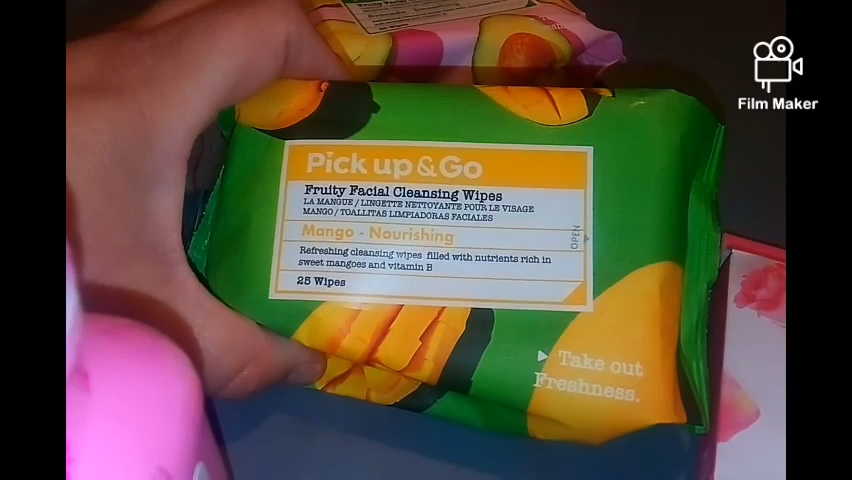 Film Maker
Pick up & Go
Fruity Facial Cleansing Wipes
LA MANGUE / LINGETTE NETTOYANTE POUR LE VISAGE
MANGO / TOALLITAS LIMPIADORAS FACIALES
Mango - Nourishing
OPEN
Refreshing cleansing wipes filled with nutrients rich in
sweet mangoes and vitamin B
25 Wipes
Take out
Freshness.